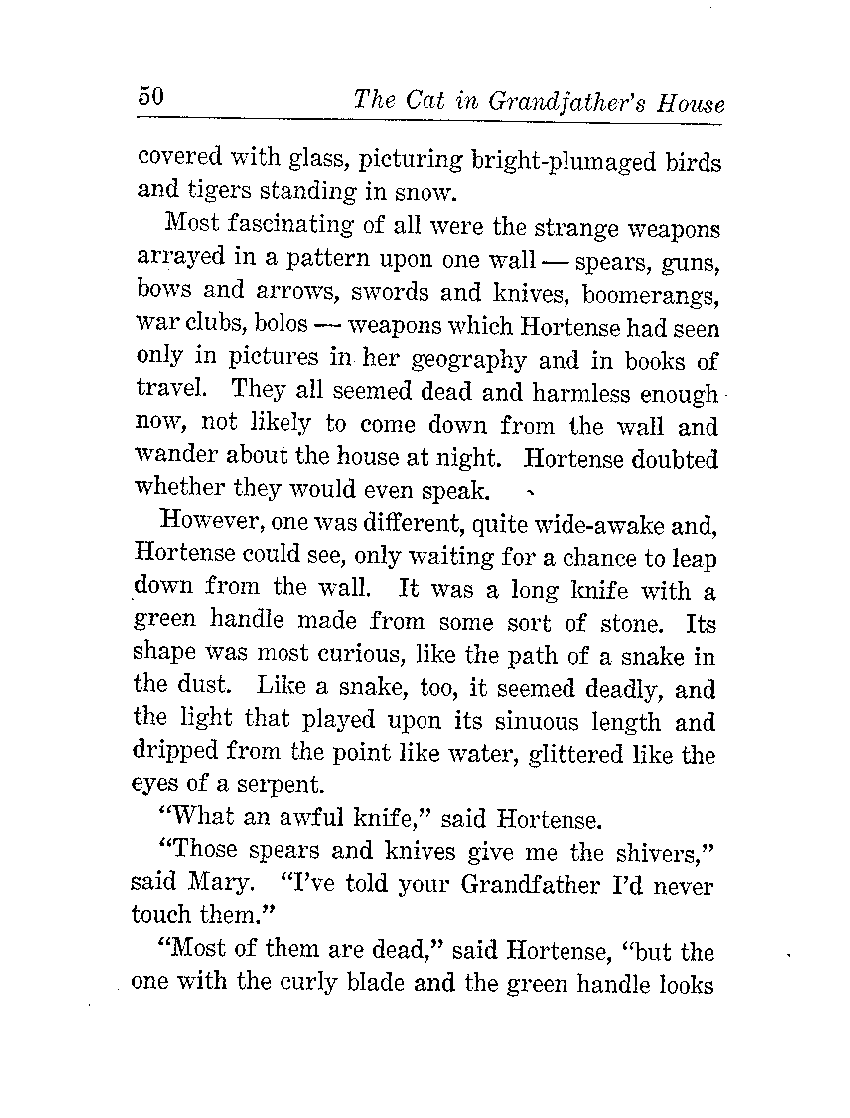 50 The Cat in Grandfather's House
covered with glass, picturing bright-plumaged birds
and tigers standing in snow.
Most fascinating of all were the strange weapons
arrayed in a pattern upon one wall — spears, guns,
bows and arrows, swords and knives, boomerangs,
war clubs, bolos — weapons which Hortense had seen
only in pictures in her geography and in books of
travel. They all seemed dead and harmless enough
now, not likely to come down from the wall and
wander about the house at night. Hortense doubted
whether they would even speak.
However, one was different, quite wide-awake and,
Hortense could see, only waiting for a chance to leap
down from the wall. It was a long knife with a
green handle made from some sort of stone. Its
shape was most curious, like the path of a snake in
the dust. Like a snake, too, it seemed deadly, and
the light that played upon its sinuous length and
dripped from the point like water, glittered like the
eyes of a serpent.
“What an awful knife,” said Hortense.
“Those spears and knives give me the shivers,”
said Mary. “I’ve told your Grandfather I’d never
touch them.”
“Most of them are dead,” said Hortense, “but the
one with the curly blade and the green handle looks